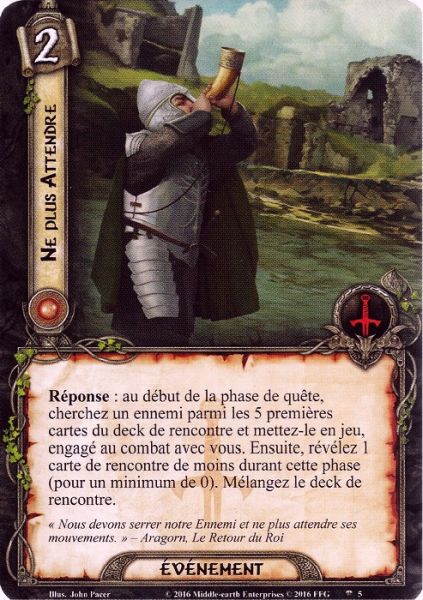 2
NE PLUS ATTENDRE
Réponse : au début de la phase de quête,
cherchez un ennemi parmi les 5 premières
cartes du deck de rencontre et mettez-le en jeu,
engagé au combat avec vous. Ensuite, révélez 1
carte de rencontre de moins durant cette phase
(pour un minimum de 0). Mélangez le deck de
rencontre.
« Nous devons serrer notre Ennemi et ne plus attendre ses
mouvements. » – Aragorn, Le Retour du Roi
ÉVÉNEMENT
Illus. John Pacer © 2016 Middle-earth Enterprises © 2016 FFG 5